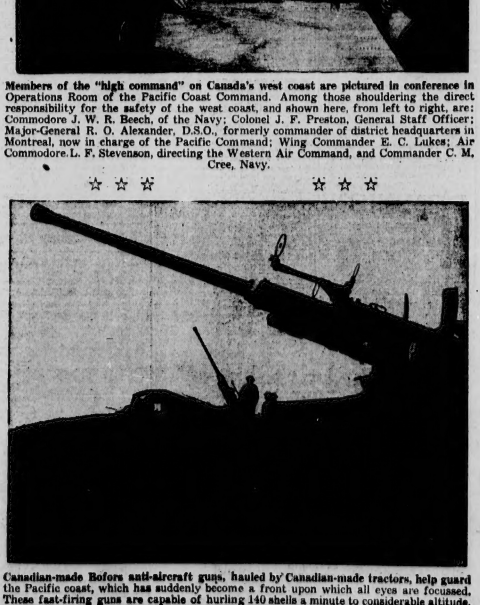 Members of the "high command" on Canada's west coast are pictured in conference in
Operations Room of the Pacific Coast Command. Among those shouldering the direct
responsibility for the safety of the west coast, and shown here, from left to right, are:
Commodore J. W. R. Beech, of the Navy; Colonel J. F. Preston, General Staff Officer;
Major-General R. O. Alexander, D.S.O., formerly commander of district headquarters in
Montreal, now in charge of the Pacific Command; Wing Commander E. C. Lukes; Air
Commodore L. F. Stevenson, directing the Western Air Command, and Commander C. M,
Cree, Navy.
☆ ☆ ☆ ☆ ☆ ☆
Canadian-made Bofors anti-aircraft guns, hauled by Canadian-made tractors, help guard
the Pacific coast, which has suddenly become a front upon which all eyes are focussed.
These fast-firing guns are capable of hurling 140 shells a minute to considerable altitude.